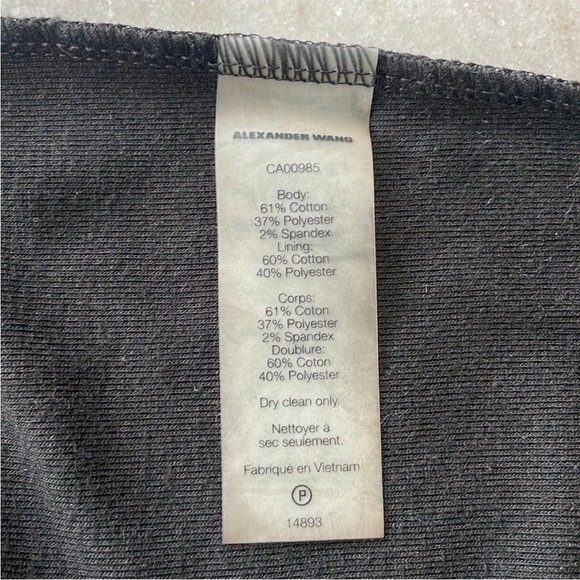 ALEXANDER WANG
CA00985
Body:
61% Cotton
37% Polyester
2% Spandex
Lining:
60% Cotton
40% Polyester
Corps:
61% Coton
37% Polyester
2% Spandex
Doublure:
60% Coton
40% Polyester
Dry clean only.
Nettoyer à
sec seulement.
Fabriqué en Vietnam
P
14893